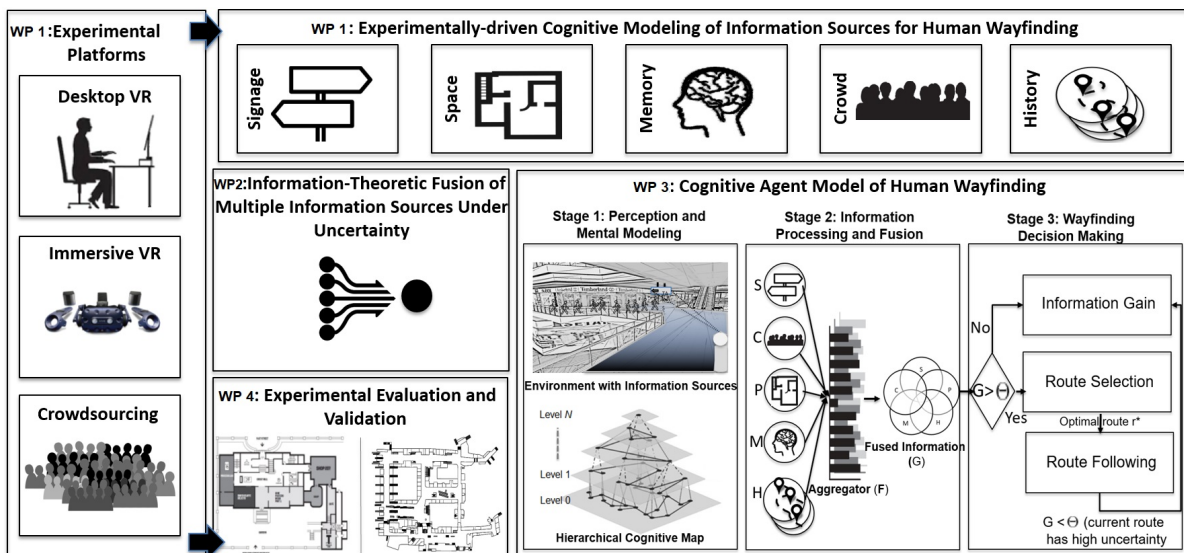 WP 1:Experimental
Platforms
Desktop VR
Immersive VR
Crowdsourcing
WP 1: Experimentally-driven Cognitive Modeling of Information Sources for Human Wayfinding
Signage
Space
Memory
Crowd
History
WP2:Information-Theoretic Fusion of
Multiple Information Sources Under
Uncertainty
WP 4: Experimental Evaluation and
Validation
WP 3: Cognitive Agent Model of Human Wayfinding
Stage 1: Perception and
Mental Modeling
Environment with Information Sources
Level N
Level 1
Level 0
Hierarchical Cognitive Map
Stage 2: Information
Processing and Fusion
S
C
P
M
H
Aggregator (F)
S
C
P
M
H
Fused Information
(G)
Stage 3: Wayfinding
Decision Making
G>Θ
No
Yes
Information Gain
Route Selection
Optimal route r*
Route Following
G <Θ (current route
has high uncertainty